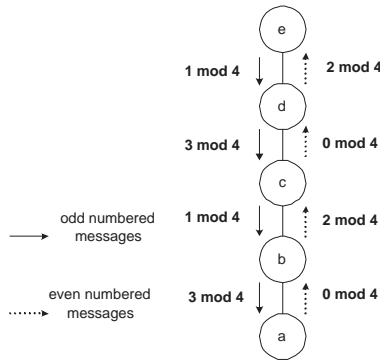 e
1 mod 4
2 mod 4
d
3 mod 4
0 mod 4
c
odd numbered
messages
1 mod 4
2 mod 4
b
even numbered
messages
3 mod 4
0 mod 4
a